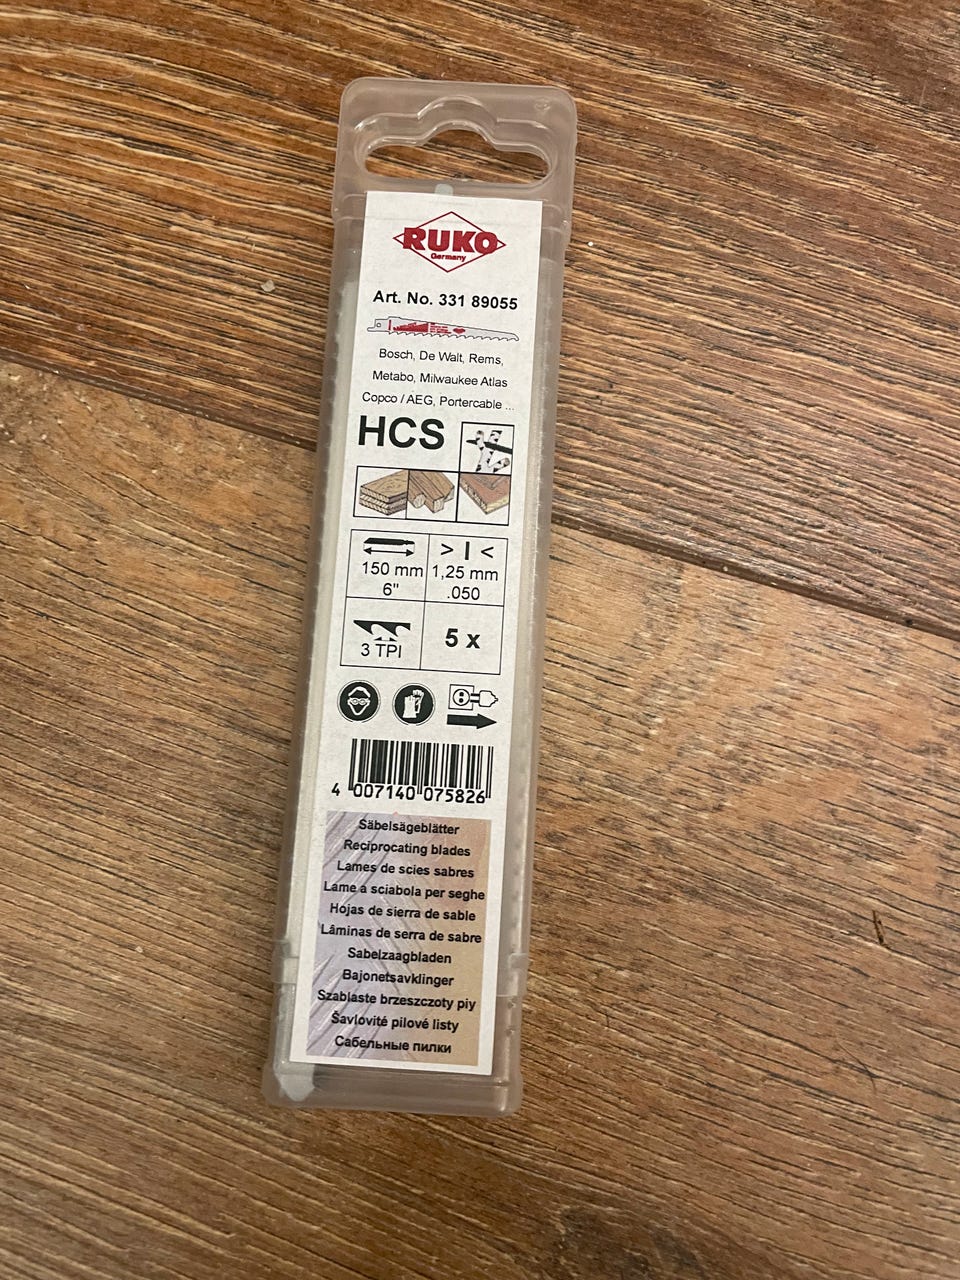 RUKO
Germany
Art. No. 331 89055
Bosch, De Walt, Rems,
Metabo, Milwaukee Atlas
Copco / AEG, Portercable ...
HCS
> | <
150 mm
6"
1,25 mm
.050
3 TPI
5 x
4 007140 075826
Säbelsägeblätter
Reciprocating blades
Lames de scies sabres
Lame a sciabola per seghe
Hojas de sierra de sable
Lâminas de serra de sabre
Sabelzaagbladen
Bajonetsavklinger
Szablaste brzeszczoty piy
Šavlovité pilové listy
Сабельные пилки